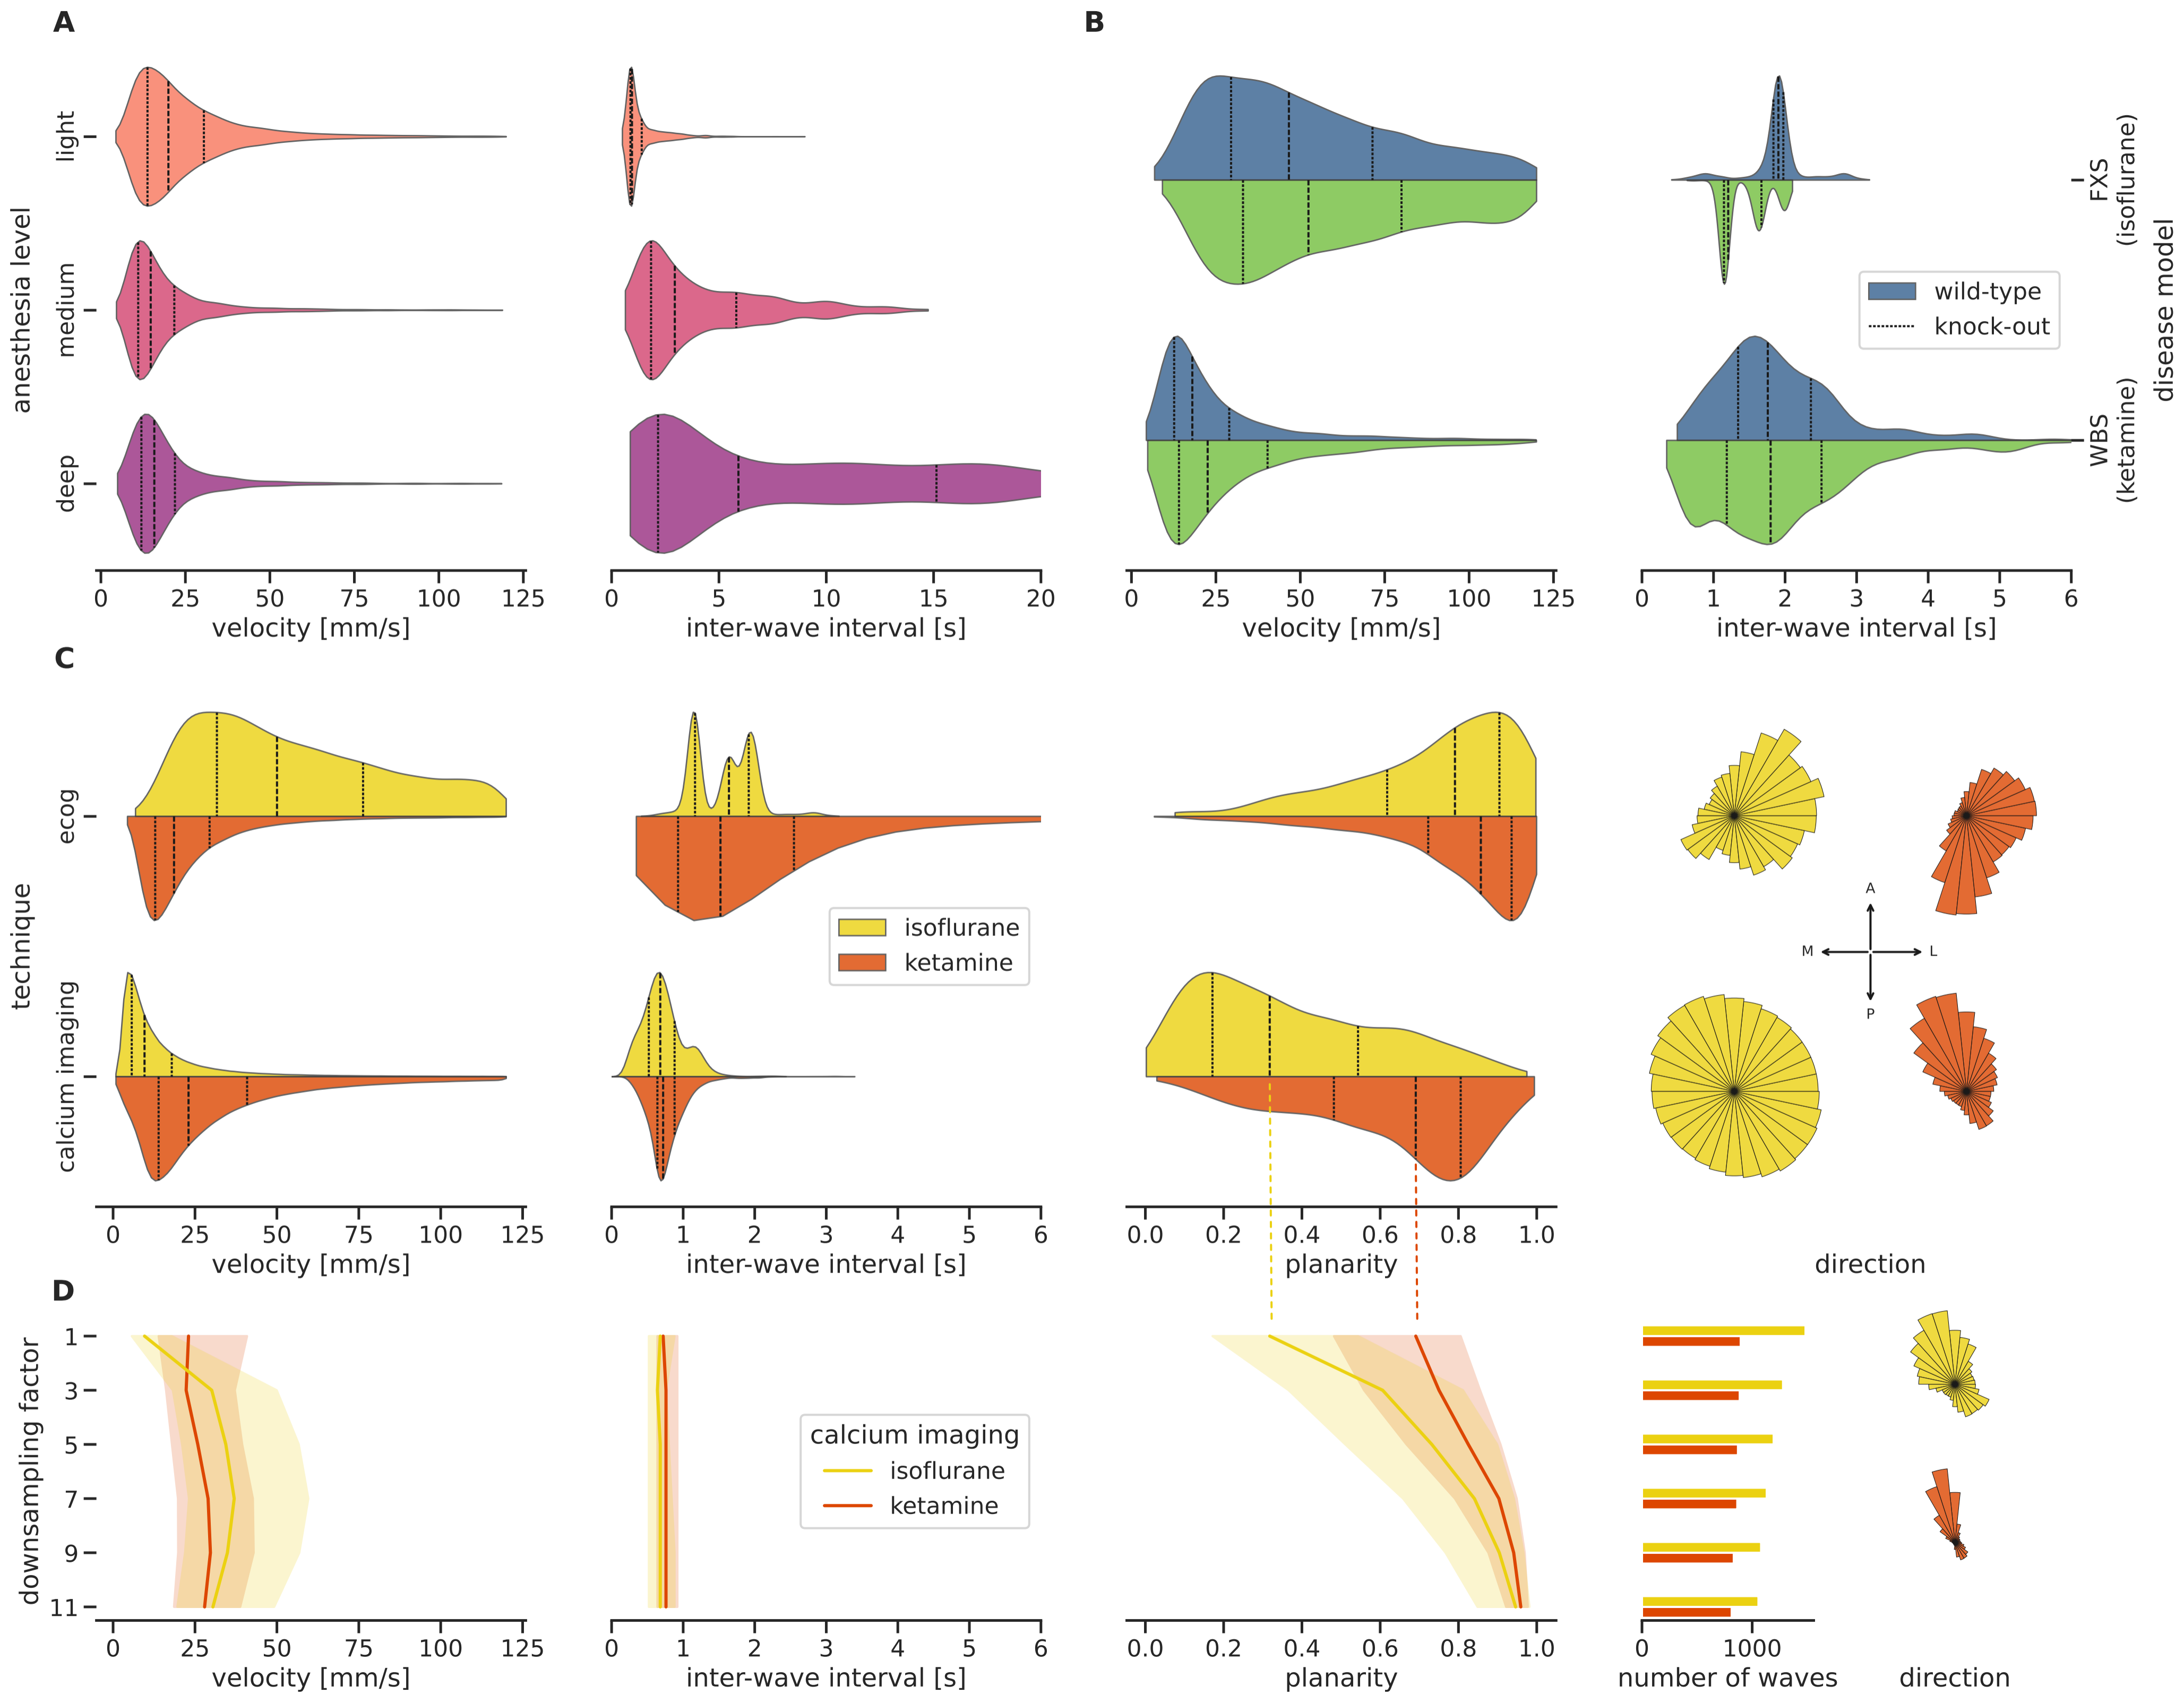 A
B
anesthesia level
light
medium
deep
0 25 50 75 100 125
velocity [mm/s]
0 5 10 15 20
inter-wave interval [s]
FXS
(isoflurane)
WBS
(ketamine)
disease model
wild-type
knock-out
0 25 50 75 100 125
velocity [mm/s]
0 1 2 3 4 5 6
inter-wave interval [s]
C
technique
ecog
calcium imaging
isoflurane
ketamine
A
M L
P
0 25 50 75 100 125
velocity [mm/s]
0 1 2 3 4 5 6
inter-wave interval [s]
0.0 0.2 0.4 0.6 0.8 1.0
planarity
direction
D
downsampling factor
1
3
5
7
9
11
calcium imaging
isoflurane
ketamine
0 25 50 75 100 125
velocity [mm/s]
0 1 2 3 4 5 6
inter-wave interval [s]
0.0 0.2 0.4 0.6 0.8 1.0
planarity
0 1000
number of waves
direction